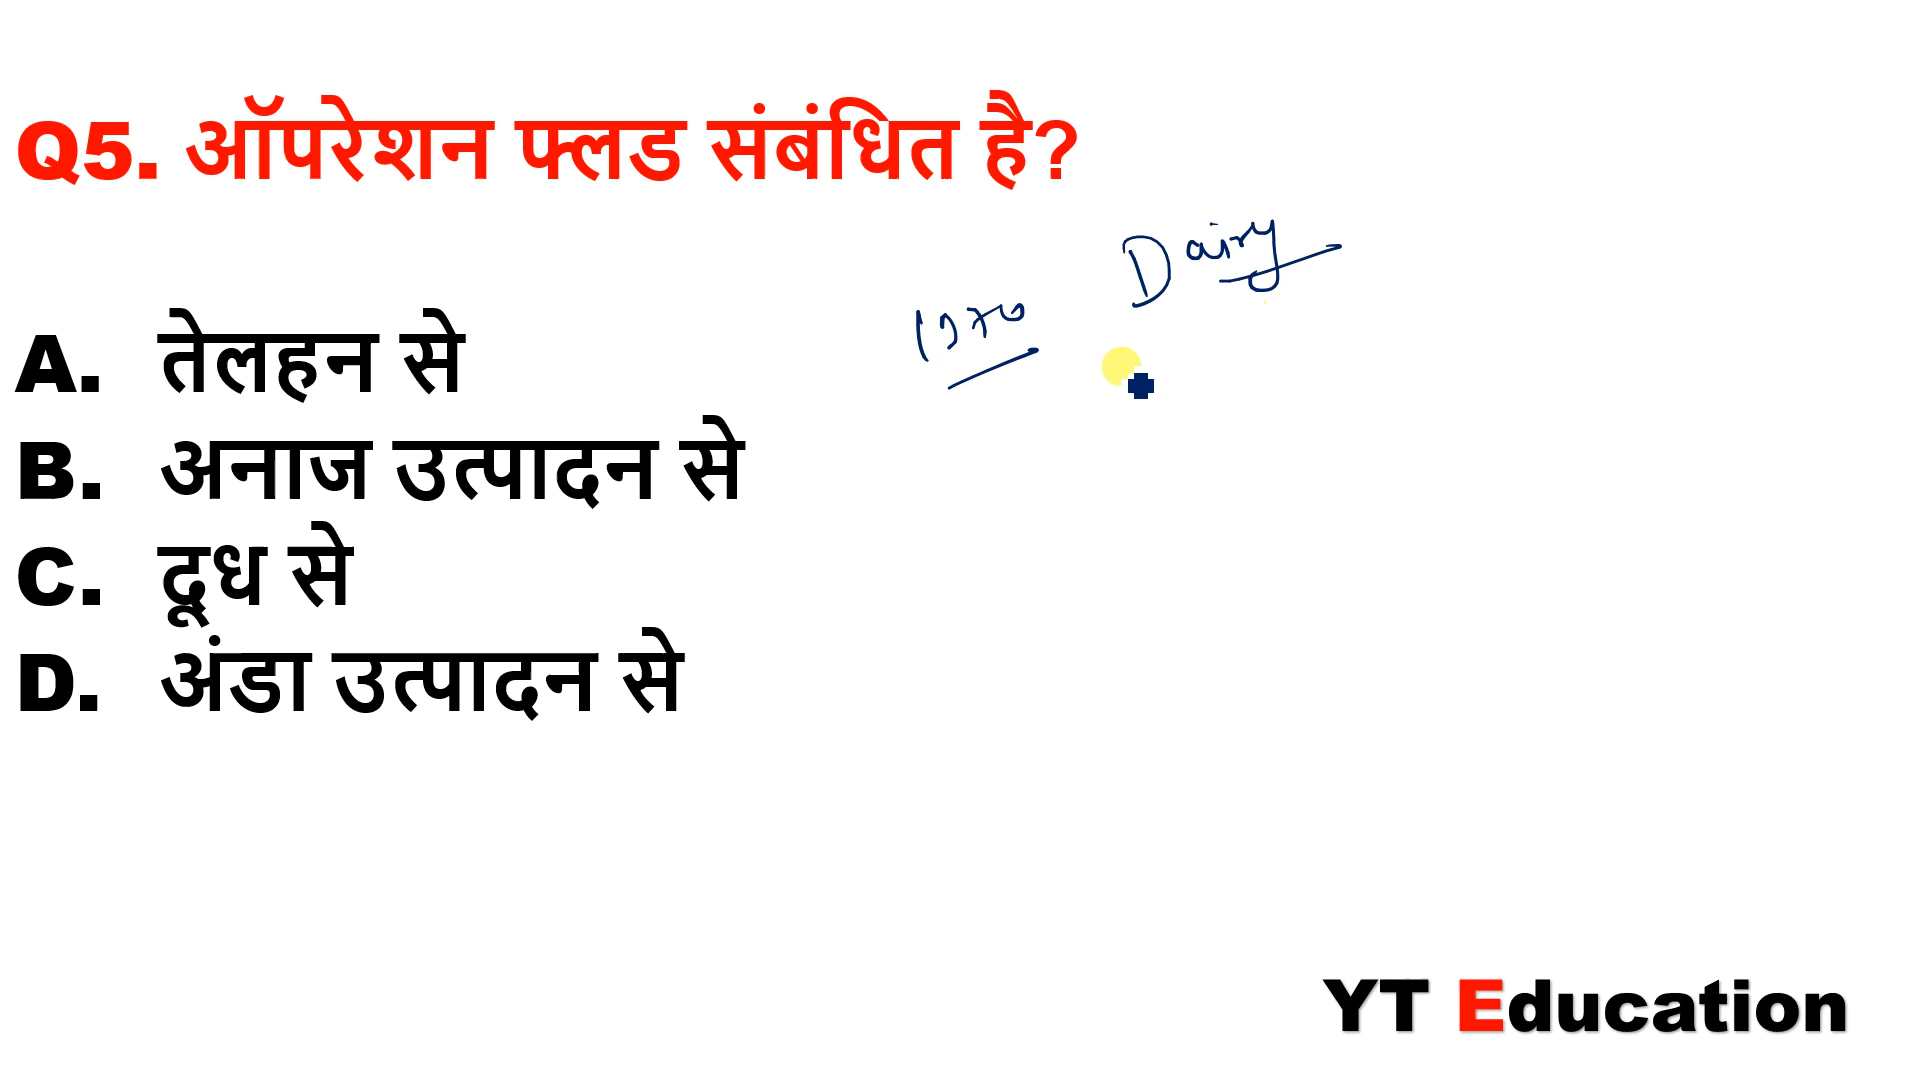 Q5. ऑपरेशन फ्लड संबंधित है?
Dairy
1970
A. तेलहन से
B. अनाज उत्पादन से
C. दूध से
D. अंडा उत्पादन से
YT Education